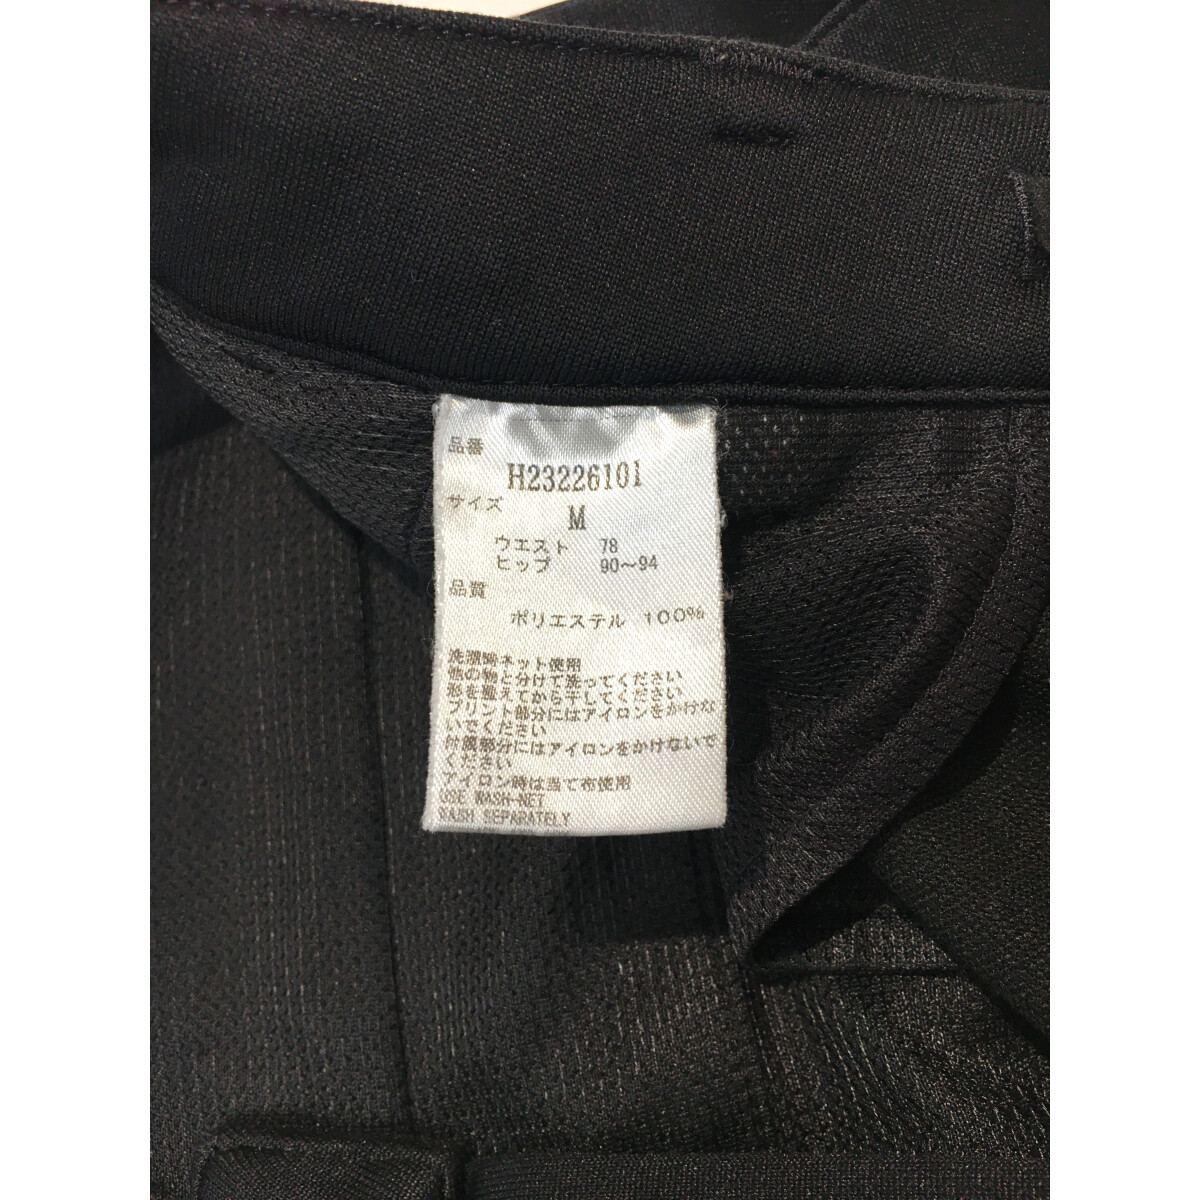 品番
H23226101
サイズ
M
ウエスト 78
ヒップ 90～94
品質
ポリエステル 100%
洗濯時ネット使用
他の物と分けて洗ってください
形を整えてから干してください
プリント部分にはアイロンをかけな
いでください
付属部分にはアイロンをかけないで
ください
アイロン時は当て布使用
USE WASH-NET
WASH SEPARATELY